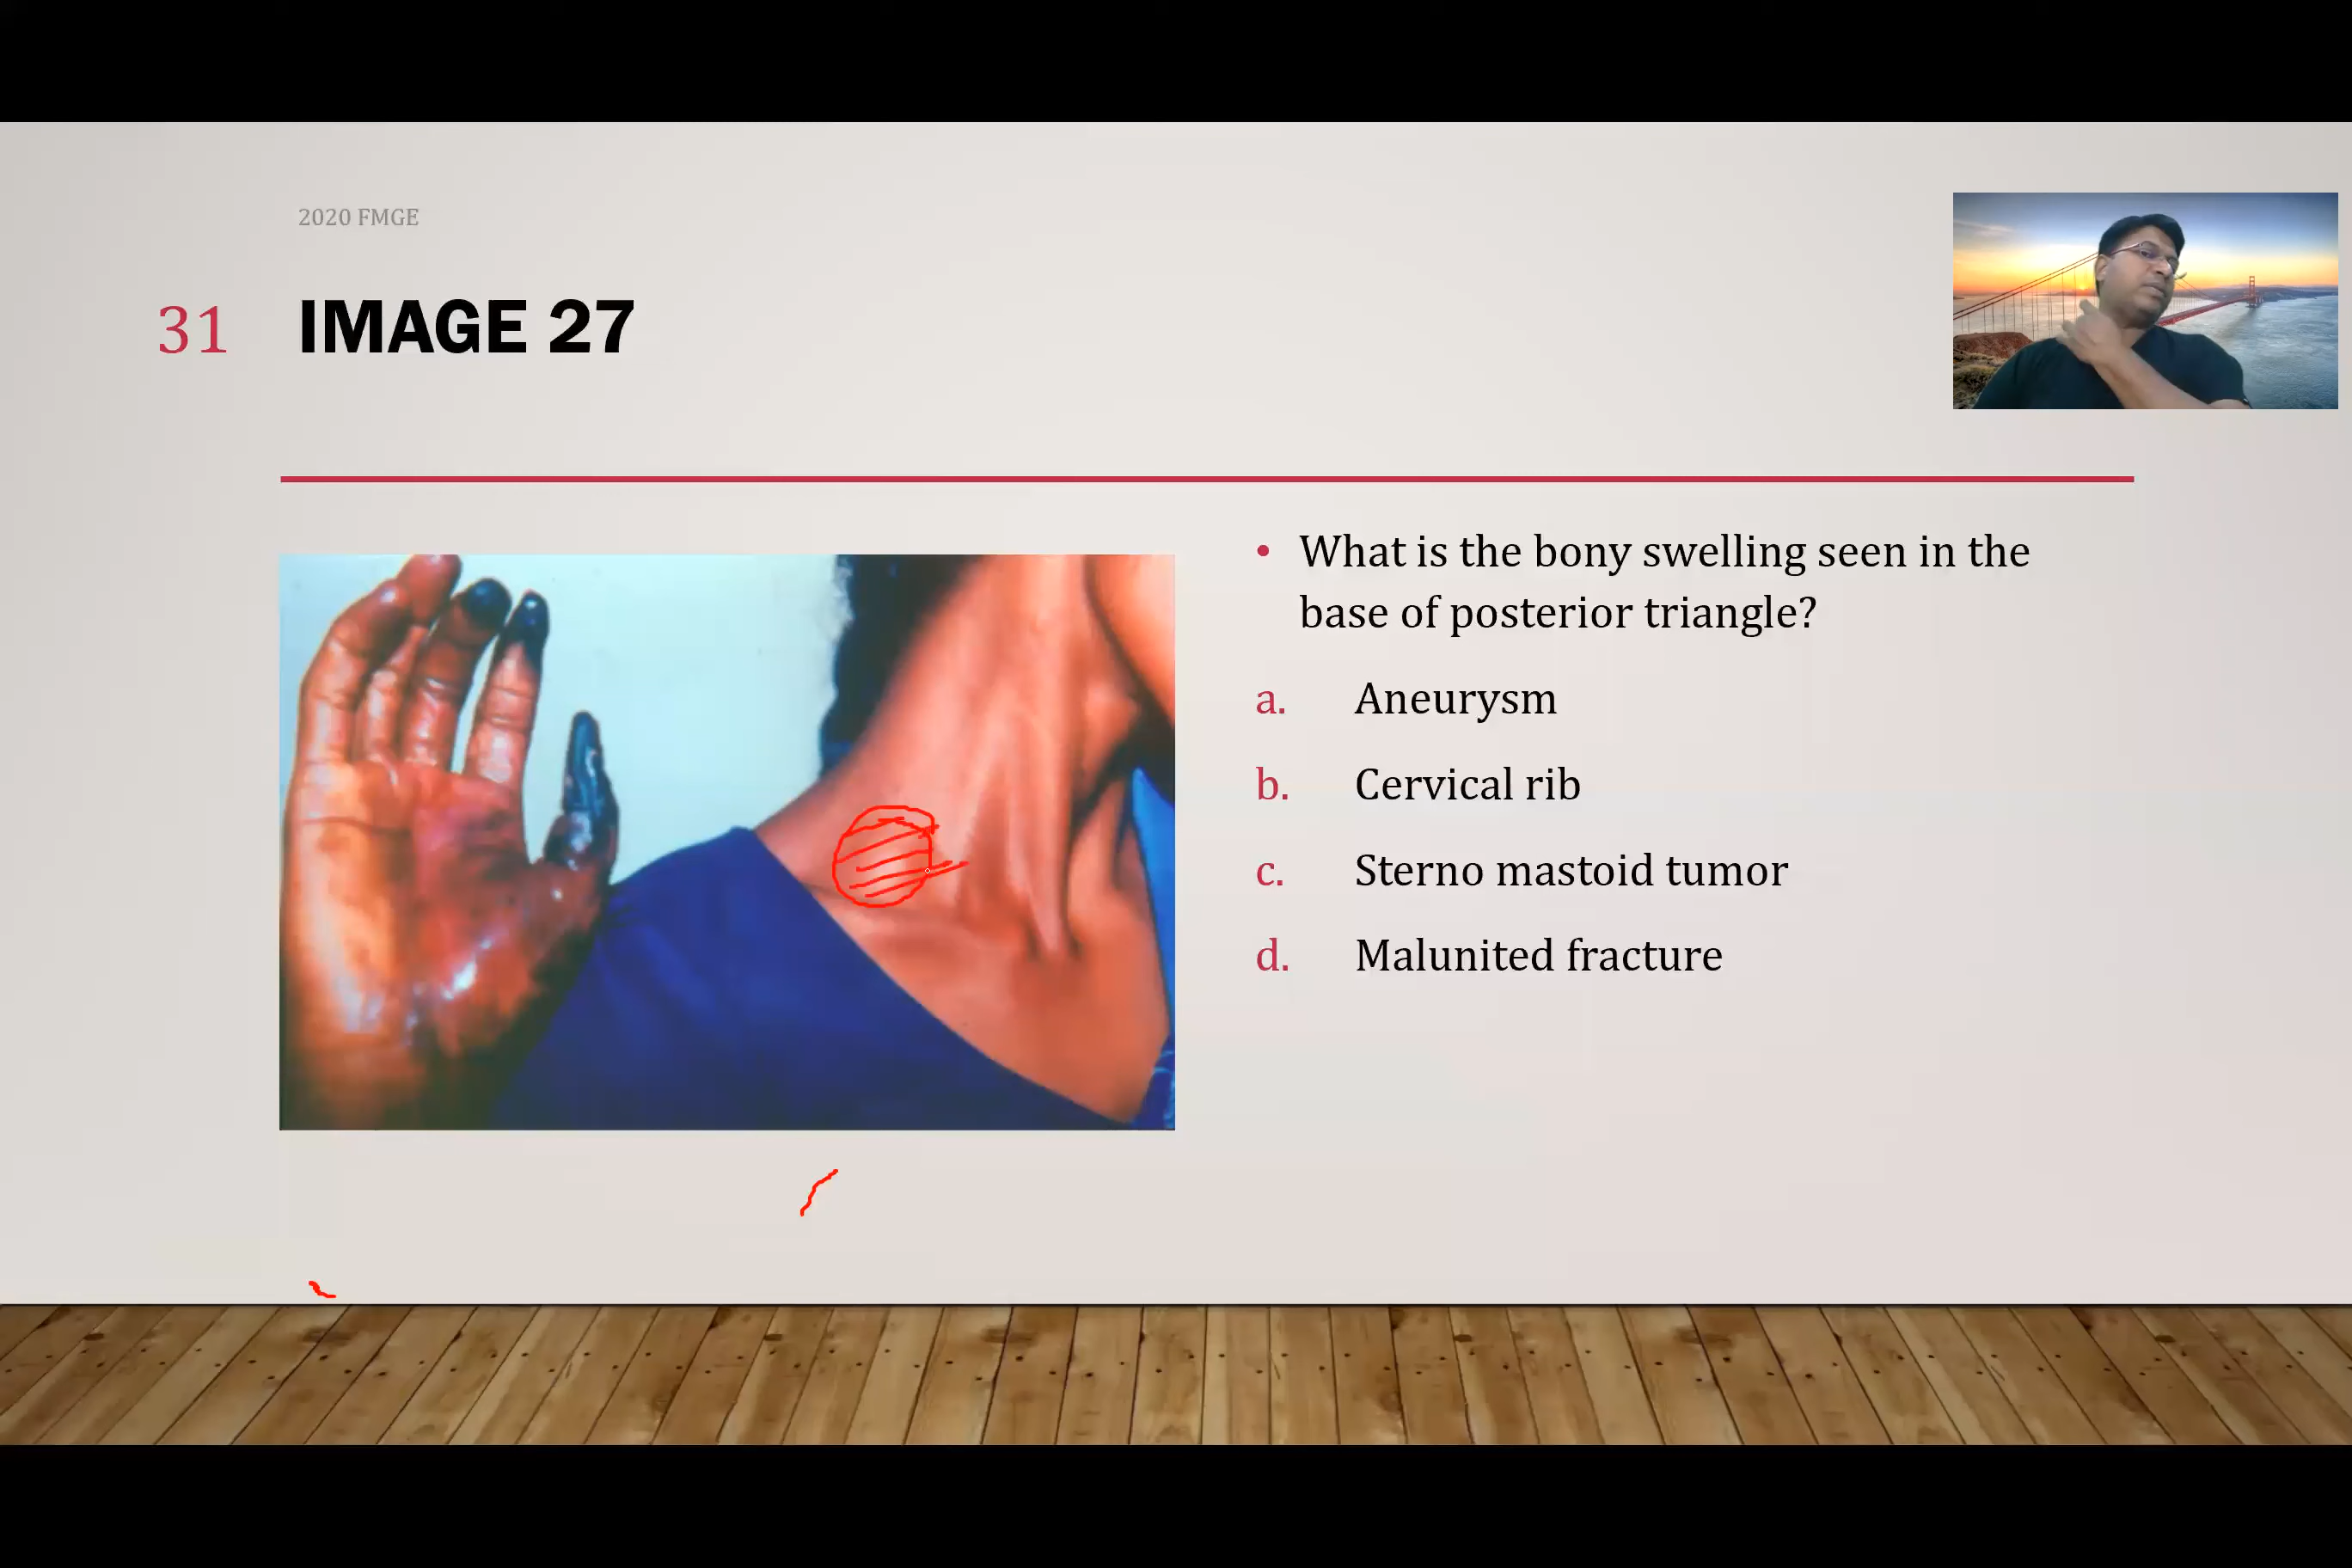 2020 FMGE
31 IMAGE 27
• What is the bony swelling seen in the
base of posterior triangle?
a. Aneurysm
b. Cervical rib
c. Sterno mastoid tumor
d. Malunited fracture